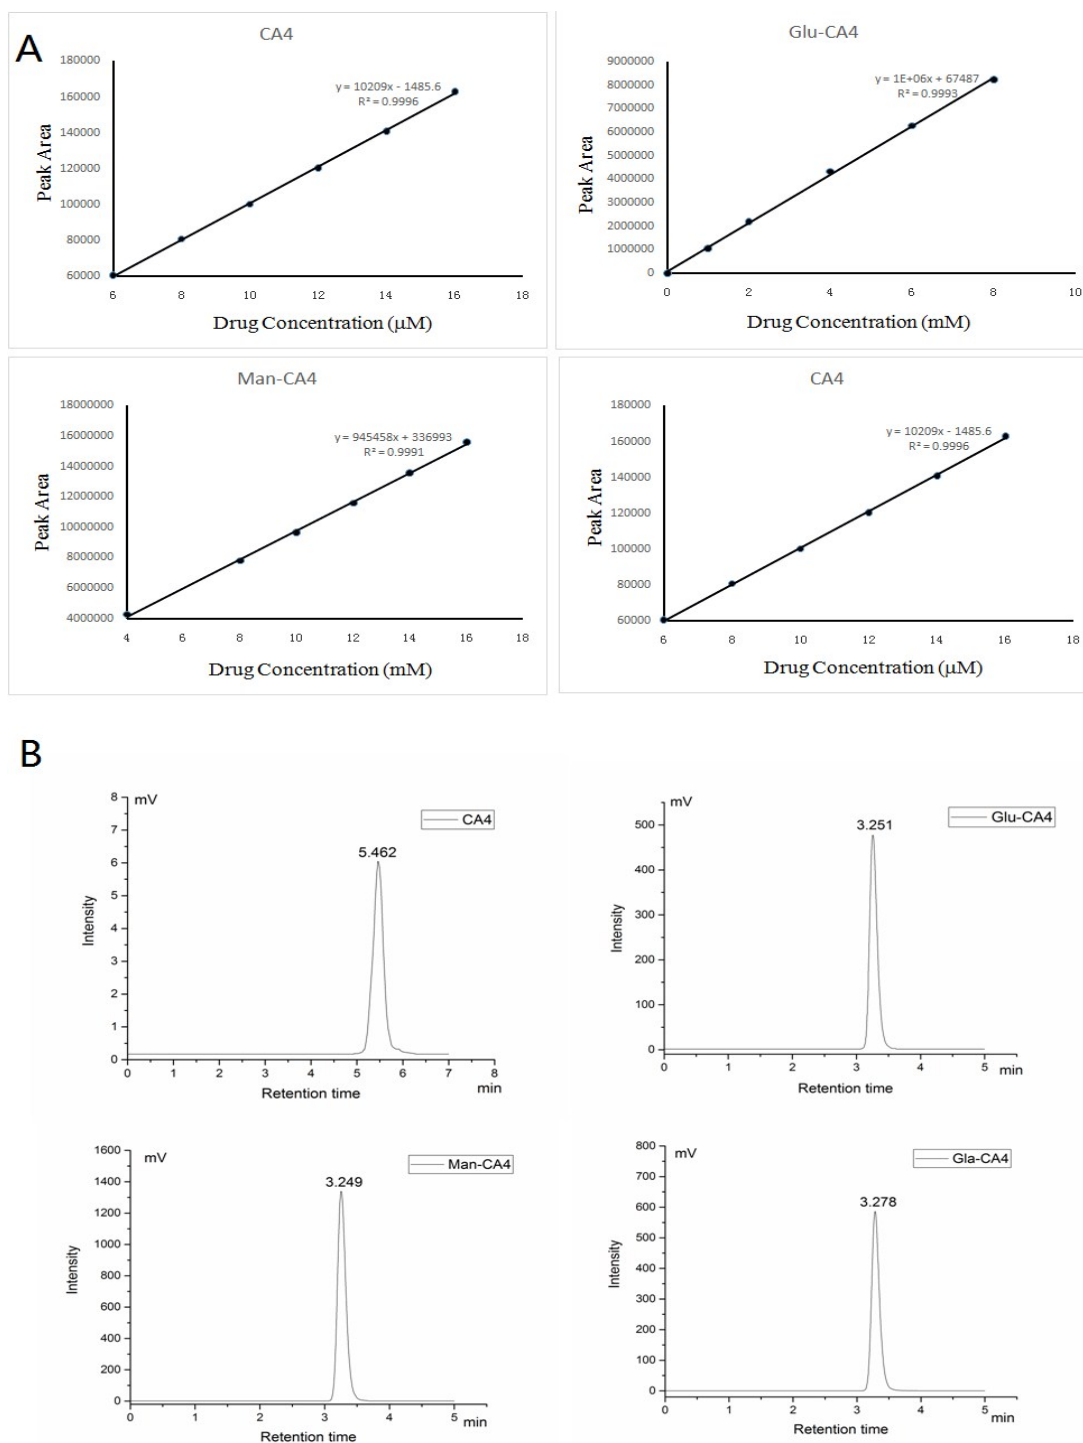 A
CA4
180000
160000
140000
120000
100000
80000
60000
Peak Area
y = 10209x - 1485.6
R² = 0.9996
6 8 10 12 14 16 18
Drug Concentration (μM)
Glu-CA4
9000000
8000000
7000000
6000000
5000000
4000000
3000000
2000000
1000000
0
Peak Area
y = 1E+06x + 67487
R² = 0.9993
0 2 4 6 8 10
Drug Concentration (mM)
Man-CA4
18000000
16000000
14000000
12000000
10000000
8000000
6000000
4000000
Peak Area
y = 945458x + 336993
R² = 0.9991
4 6 8 10 12 14 16 18
Drug Concentration (mM)
CA4
180000
160000
140000
120000
100000
80000
60000
Peak Area
y = 10209x - 1485.6
R² = 0.9996
6 8 10 12 14 16 18
Drug Concentration (μM)
B
mV
CA4
5.462
8
7
6
5
4
3
2
1
0
Intensity
0 1 2 3 4 5 6 7 8
Retention time
min
mV
Glu-CA4
3.251
500
400
300
200
100
0
Intensity
0 1 2 3 4 5
min
Retention time
mV
Man-CA4
3.249
1600
1400
1200
1000
800
600
400
200
0
Intensity
0 1 2 3 4 5
min
Retention time
mV
Gla-CA4
3.278
800
700
600
500
400
300
200
100
0
Intensity
0 1 2 3 4 5
min
Retention time